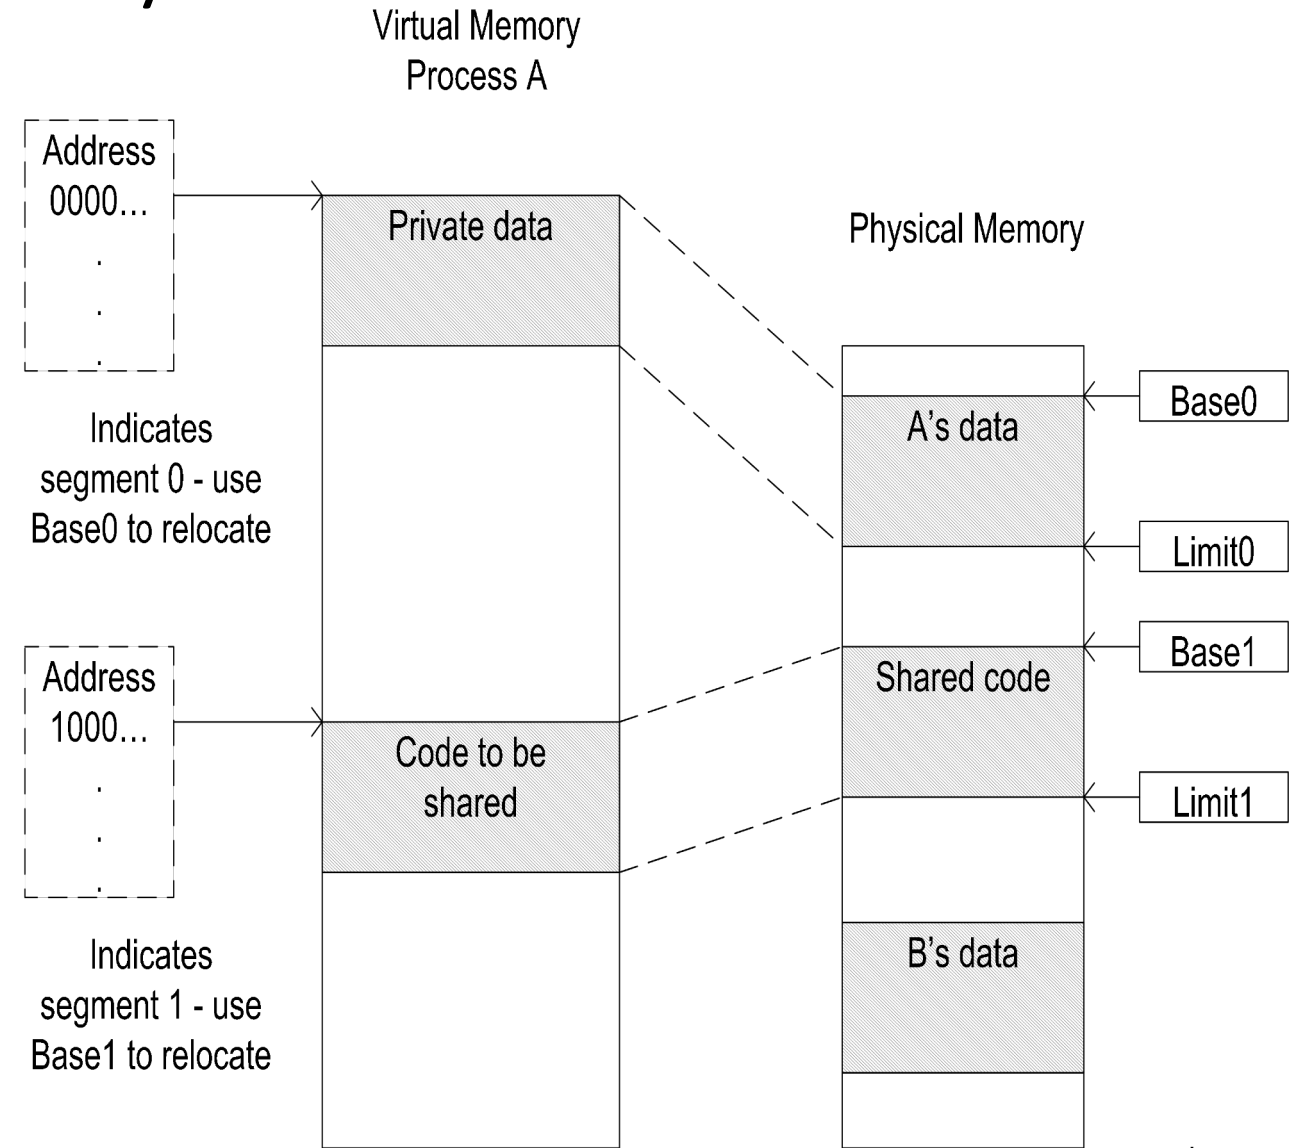 Virtual Memory
Process A
Address
0000...
.
.
.
Indicates
segment 0 - use
Base0 to relocate
Address
1000...
.
.
.
Indicates
segment 1 - use
Base1 to relocate
Private data
Code to be
shared
Physical Memory
A's data
Shared code
B's data
Base0
Limit0
Base1
Limit1